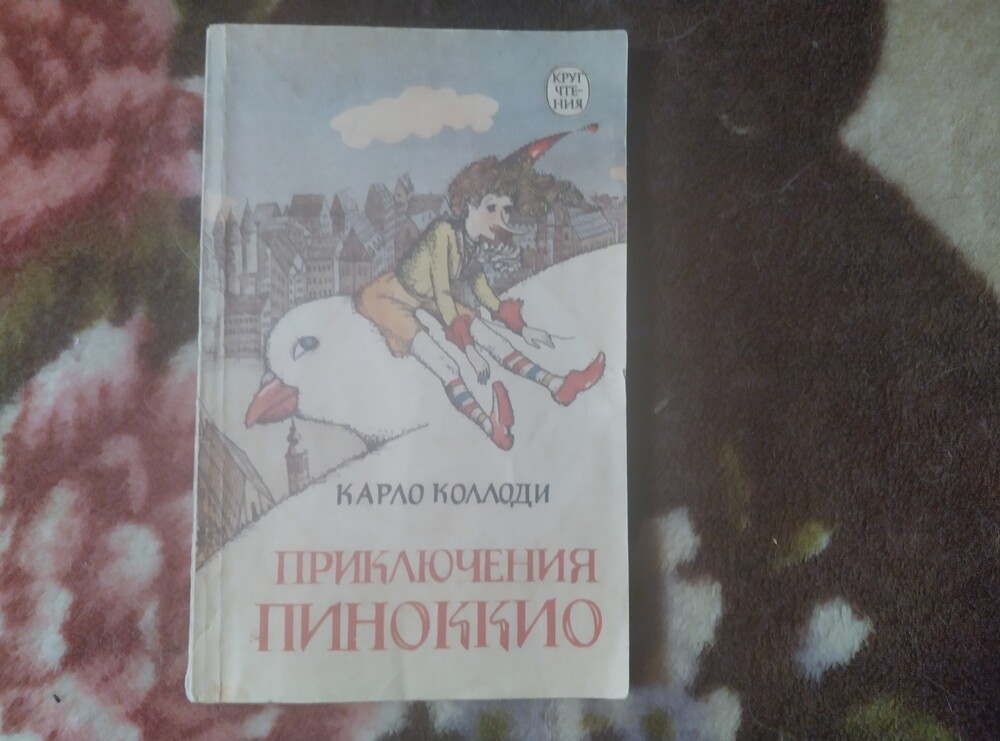 КРУГ
ЧТЕ-
НИЯ
КАРЛО КОЛЛОДИ
ПРИКЛЮЧЕНИЯ
ПИНОККИО